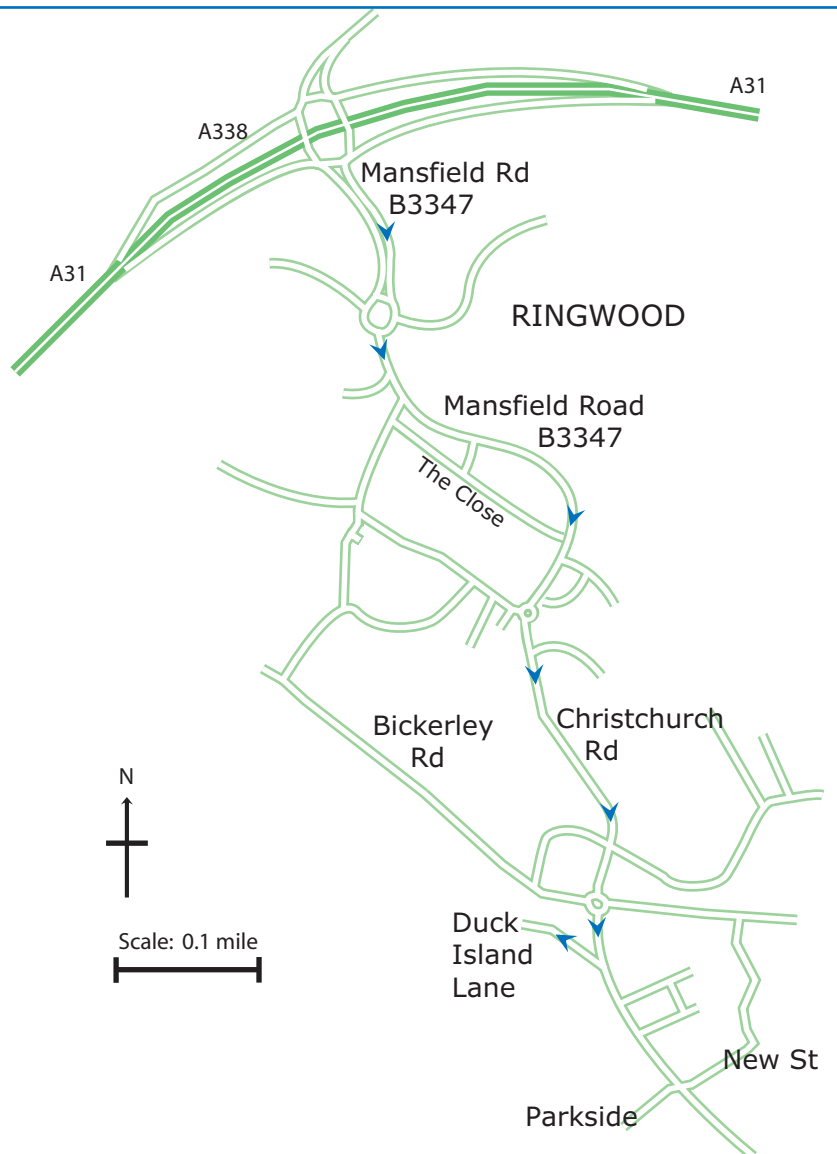 A31
A338
Mansfield Rd
B3347
A31
RINGWOOD
Mansfield Road
B3347
The Close
Bickerley
Rd
Christchurch
Rd
N
Duck
Island
Lane
Scale: 0.1 mile
New St
Parkside